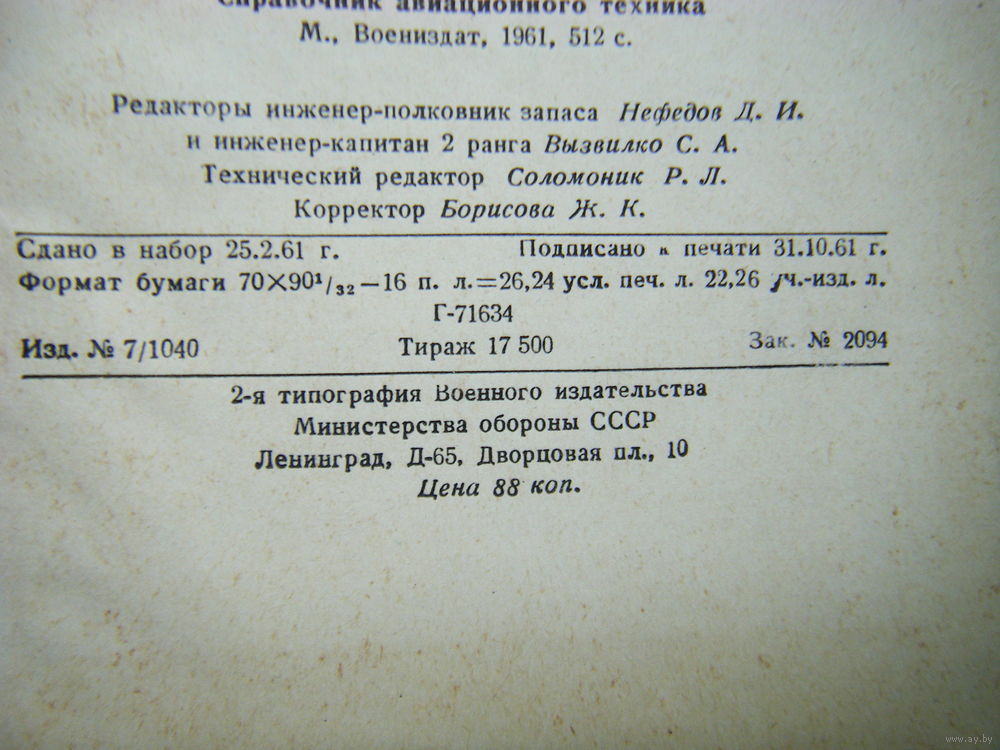 Справочник авиационного техника
М., Воениздат, 1961, 512 с.
Редакторы инженер-полковник запаса Нефедов Д. И.
и инженер-капитан 2 ранга Вызвилко С. А.
Технический редактор Соломоник Р. Л.
Корректор Борисова Ж. К.
Сдано в набор 25.2.61 г. Подписано к печати 31.10.61 г.
Формат бумаги 70×90¹/₃₂ — 16 п. л.=26,24 усл. печ. л. 22,26 уч.-изд. л.
Г-71634
Изд. № 7/1040 Тираж 17 500 Зак. № 2094
2-я типография Военного издательства
Министерства обороны СССР
Ленинград, Д-65, Дворцовая пл., 10
Цена 88 коп.
www.ay.by